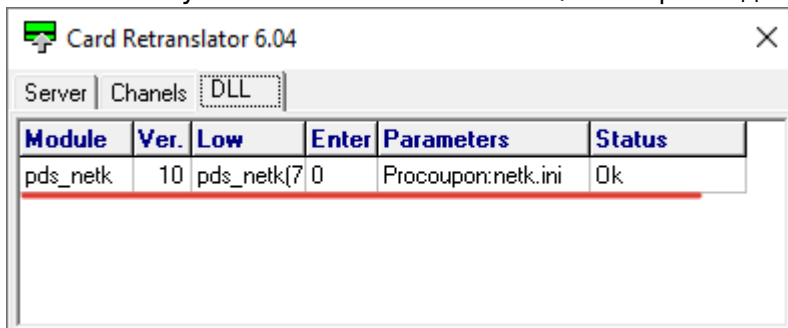 Card Retranslator 6.04
Server Chanels DLL
Module Ver. Low Enter Parameters Status
pds_netk 10 pds_netk(7 0 Procoupon:netk.ini Ok